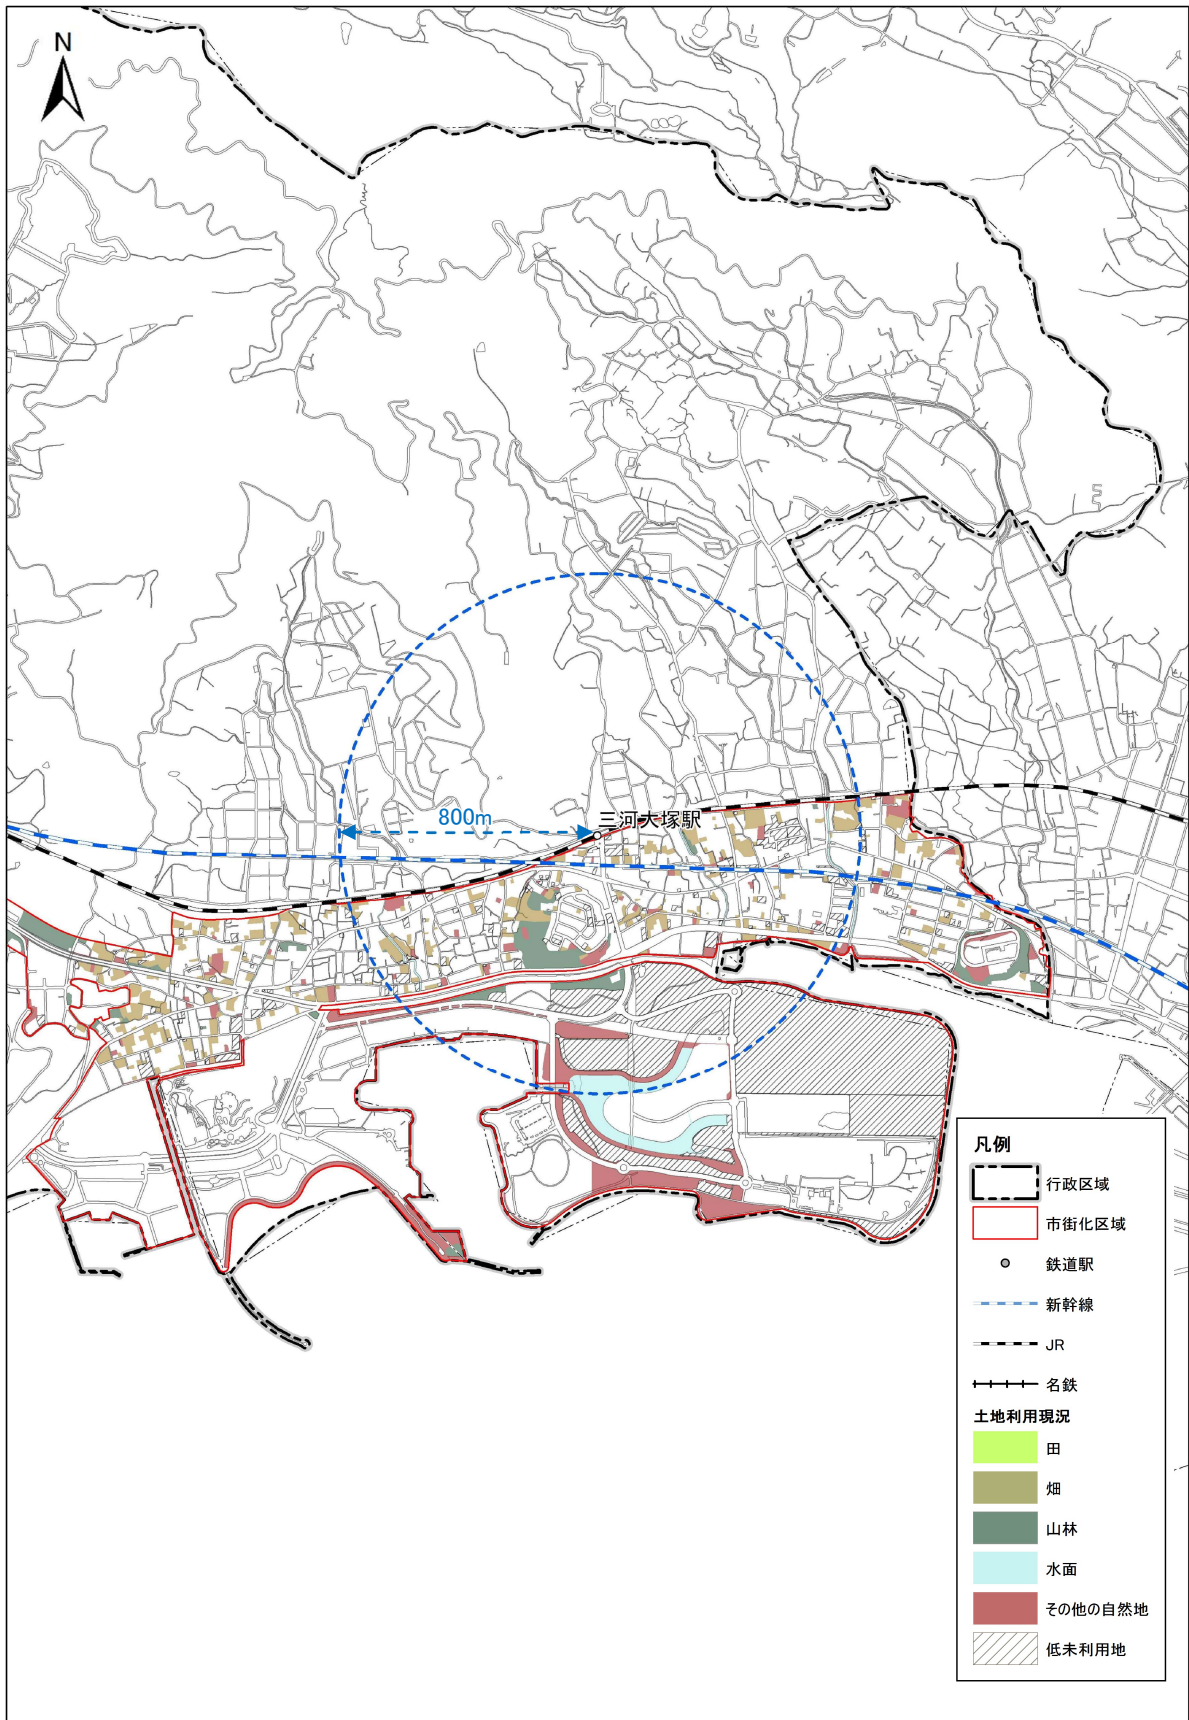 N
三河大塚駅
800m
凡例
行政区域
市街化区域
鉄道駅
新幹線
JR
名鉄
土地利用現況
田
畑
山林
水面
その他の自然地
低未利用地